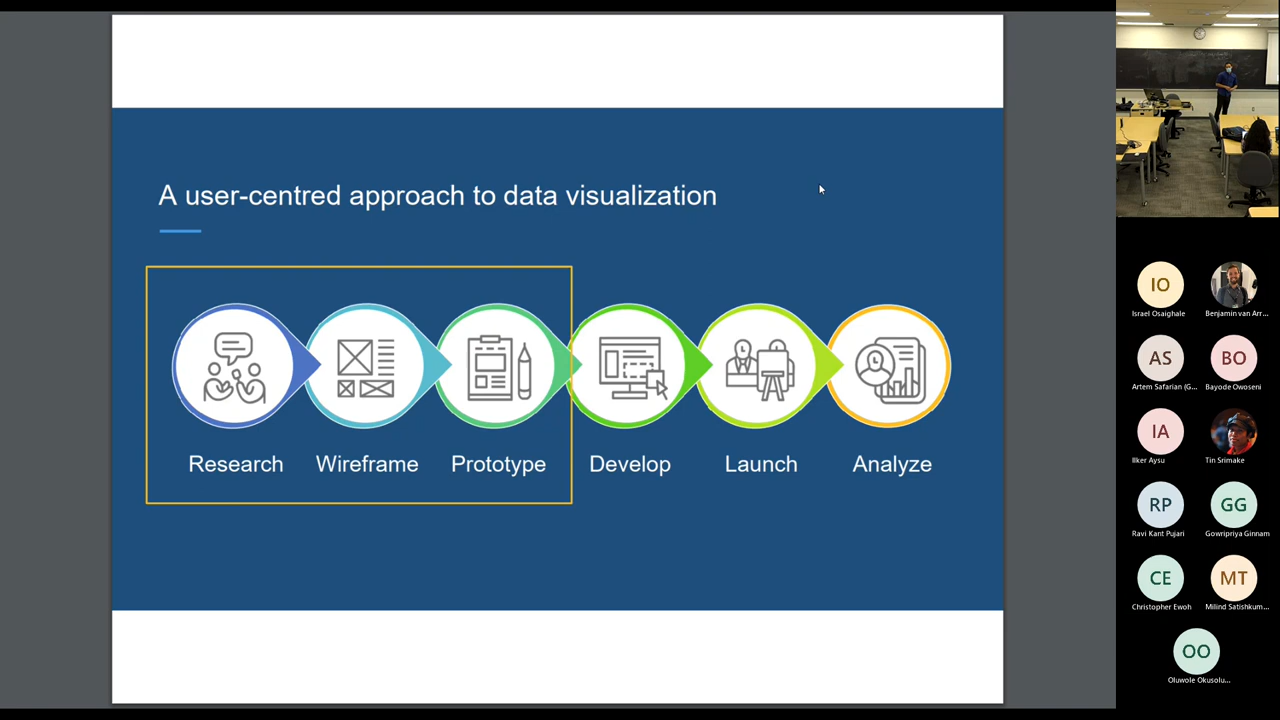 A user-centred approach to data visualization
Research Wireframe Prototype Develop Launch Analyze
IO
Israel Osaighale Benjamin van Arr...
AS BO
Artem Safarian (G... Bayode Owoseni
IA
Ilker Aysu Tin Srimake
RP GG
Ravi Kant Pujari Gowripriya Ginnam
CE MT
Christopher Ewoh Milind Satishkum...
OO
Oluwole Okusolu...